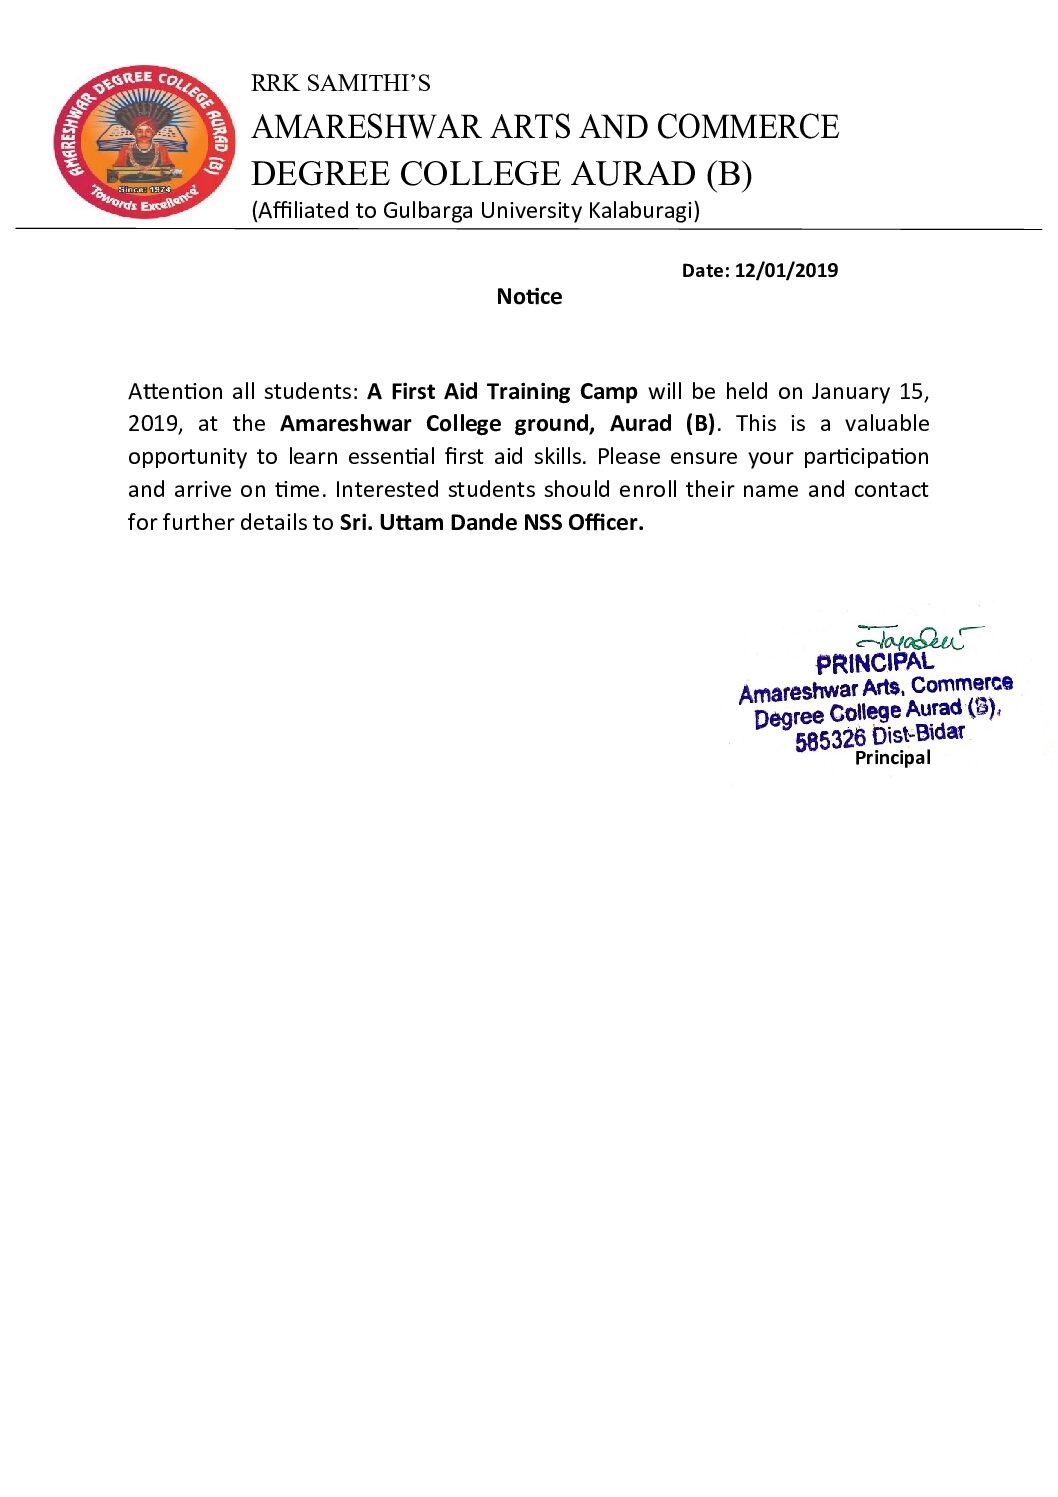 AMARESHWAR DEGREE COLLEGE AURAD (B)
Since: 1974
'Towards Excellence'
RRK SAMITHI’S
AMARESHWAR ARTS AND COMMERCE
DEGREE COLLEGE AURAD (B)
(Affiliated to Gulbarga University Kalaburagi)
Date: 12/01/2019
Notice
Attention all students: A First Aid Training Camp will be held on January 15,
2019, at the Amareshwar College ground, Aurad (B). This is a valuable
opportunity to learn essential first aid skills. Please ensure your participation
and arrive on time. Interested students should enroll their name and contact
for further details to Sri. Uttam Dande NSS Officer.
PRINCIPAL
Amareshwar Arts, Commerce
Degree College Aurad (B),
585326 Dist-Bidar
Principal